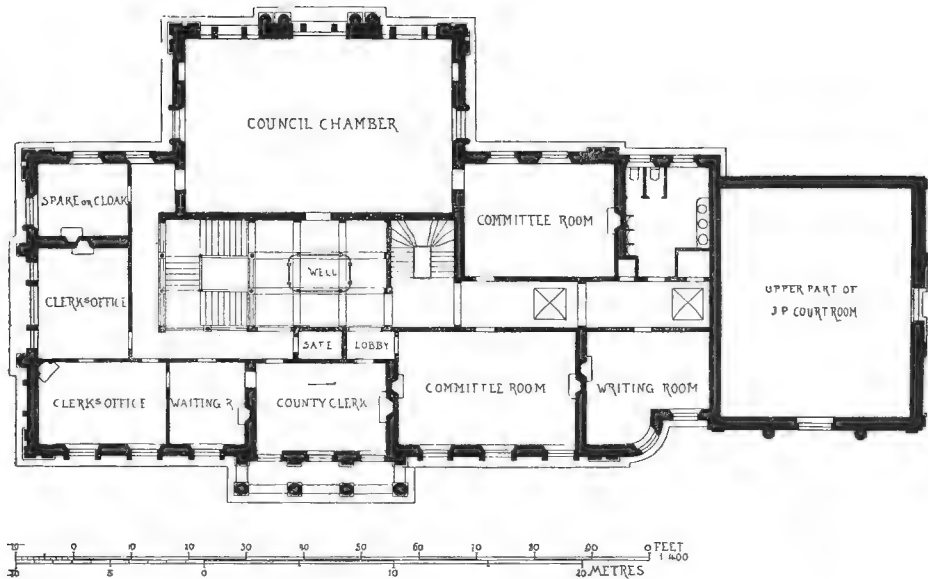 COUNCIL CHAMBER
SPARE OR CLOAK
COMMITTEE ROOM
WELL
UPPER PART OF
J P COURT ROOM
CLERKS OFFICE
SAFE
LOBBY
CLERKS OFFICE
WAITING R
COUNTY CLERK
COMMITTEE ROOM
WRITING ROOM
10 0 10 20 30 40 50 60 70 80 90 FEET
1:400
5 0 10 20 METRES